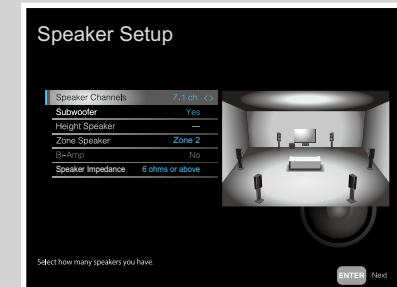 Speaker Setup
Speaker Channels 7.1 ch <>
Subwoofer Yes
Height Speaker —
Zone Speaker Zone 2
Bi-Amp No
Speaker Impedance 6 ohms or above
Select how many speakers you have.
ENTER Next